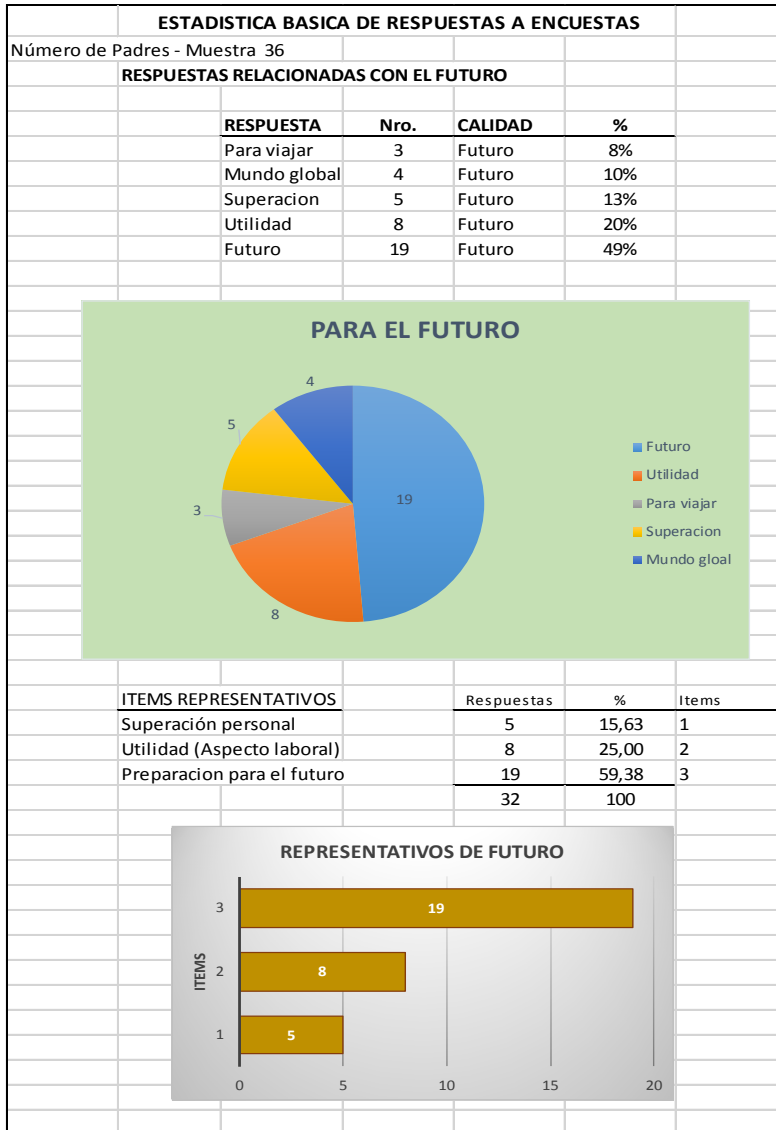 ESTADISTICA BASICA DE RESPUESTAS A ENCUESTAS
Número de Padres - Muestra 36
RESPUESTAS RELACIONADAS CON EL FUTURO
RESPUESTA Nro. CALIDAD %
Para viajar 3 Futuro 8%
Mundo global 4 Futuro 10%
Superacion 5 Futuro 13%
Utilidad 8 Futuro 20%
Futuro 19 Futuro 49%
PARA EL FUTURO
4
5
3
19
8
Futuro
Utilidad
Para viajar
Superacion
Mundo gloal
ITEMS REPRESENTATIVOS Respuestas % Items
Superación personal 5 15,63 1
Utilidad (Aspecto laboral) 8 25,00 2
Preparacion para el futuro 19 59,38 3
32 100
REPRESENTATIVOS DE FUTURO
ITEMS
3 19
2 8
1 5
0 5 10 15 20